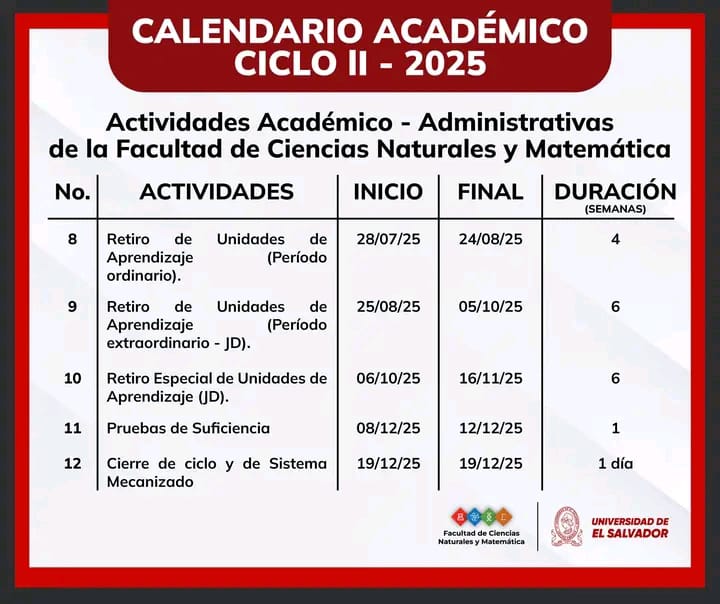 CALENDARIO ACADÉMICO
CICLO II - 2025
Actividades Académico - Administrativas
de la Facultad de Ciencias Naturales y Matemática
No. ACTIVIDADES INICIO FINAL DURACIÓN
(SEMANAS)
8 Retiro de Unidades de 28/07/25 24/08/25 4
Aprendizaje (Período
ordinario).
9 Retiro de Unidades de 25/08/25 05/10/25 6
Aprendizaje (Período
extraordinario - JD).
10 Retiro Especial de Unidades de 06/10/25 16/11/25 6
Aprendizaje (JD).
11 Pruebas de Suficiencia 08/12/25 12/12/25 1
12 Cierre de ciclo y de Sistema 19/12/25 19/12/25 1 día
Mecanizado
Facultad de Ciencias
Naturales y Matemática
UNIVERSIDAD DE
EL SALVADOR